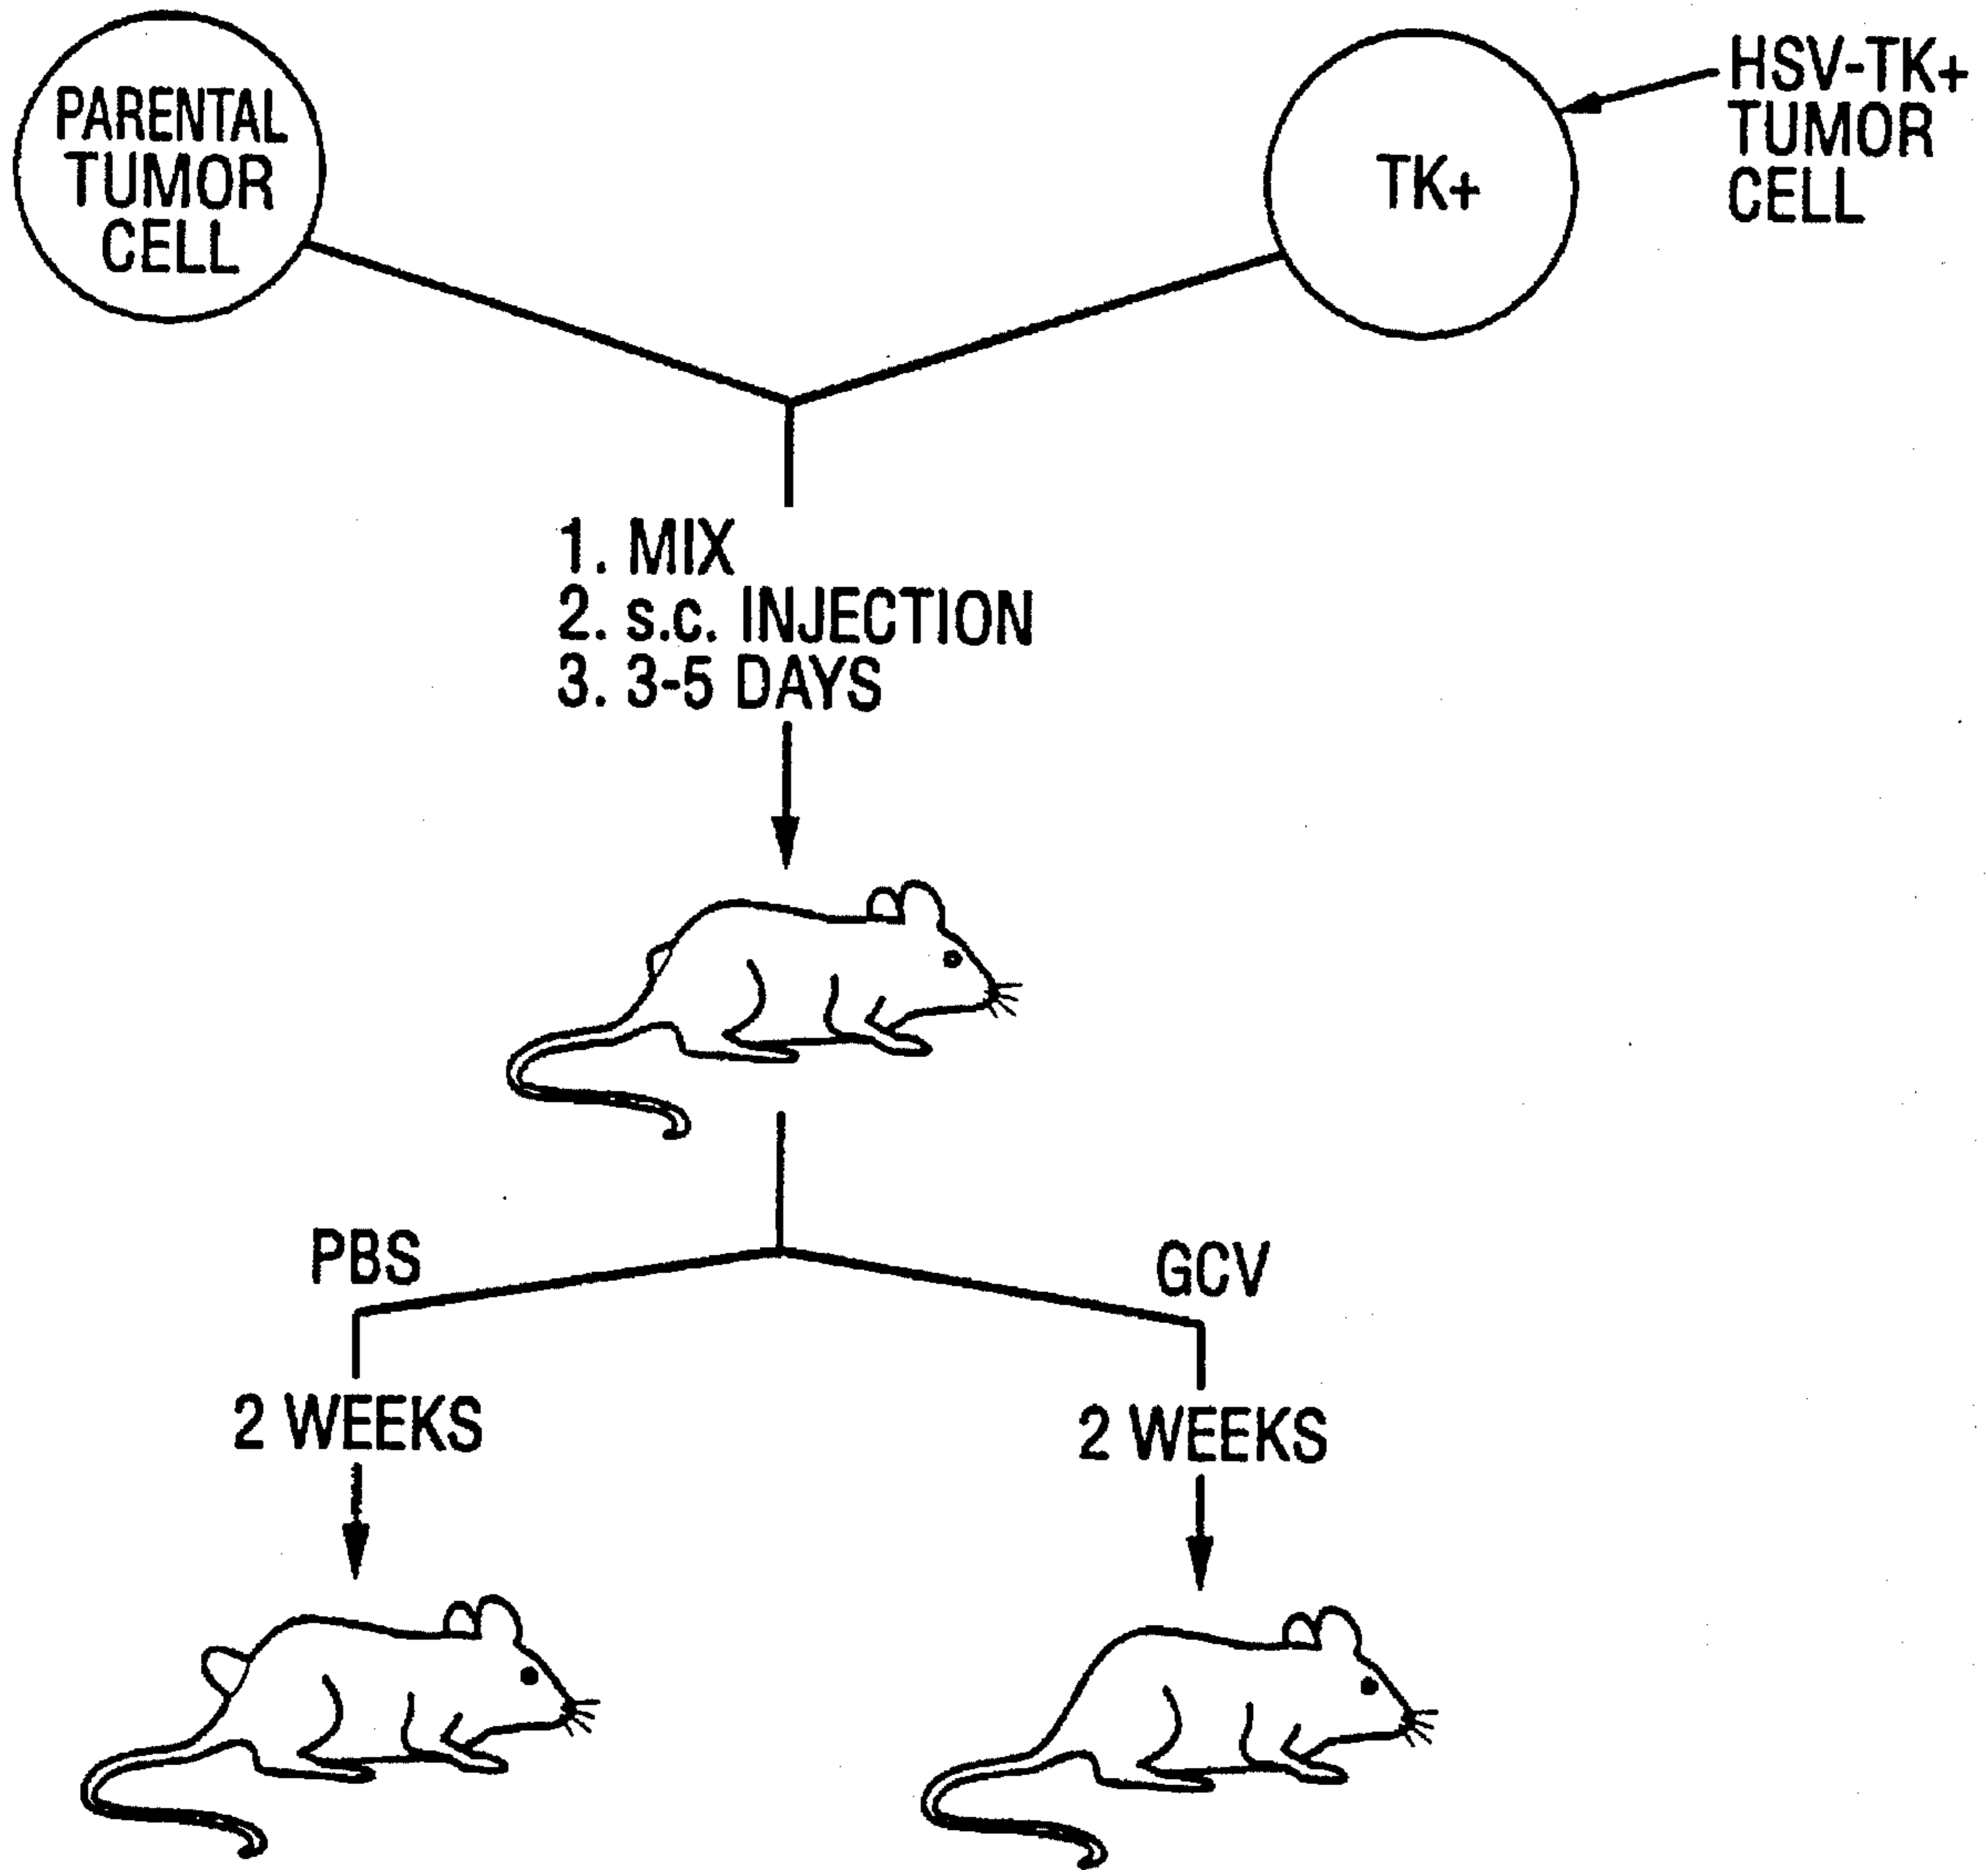 PARENTAL
TUMOR
CELL
TK+
HSV-TK+
TUMOR
CELL
1. MIX
2. s.c. INJECTION
3. 3-5 DAYS
PBS
GCV
2 WEEKS
2 WEEKS